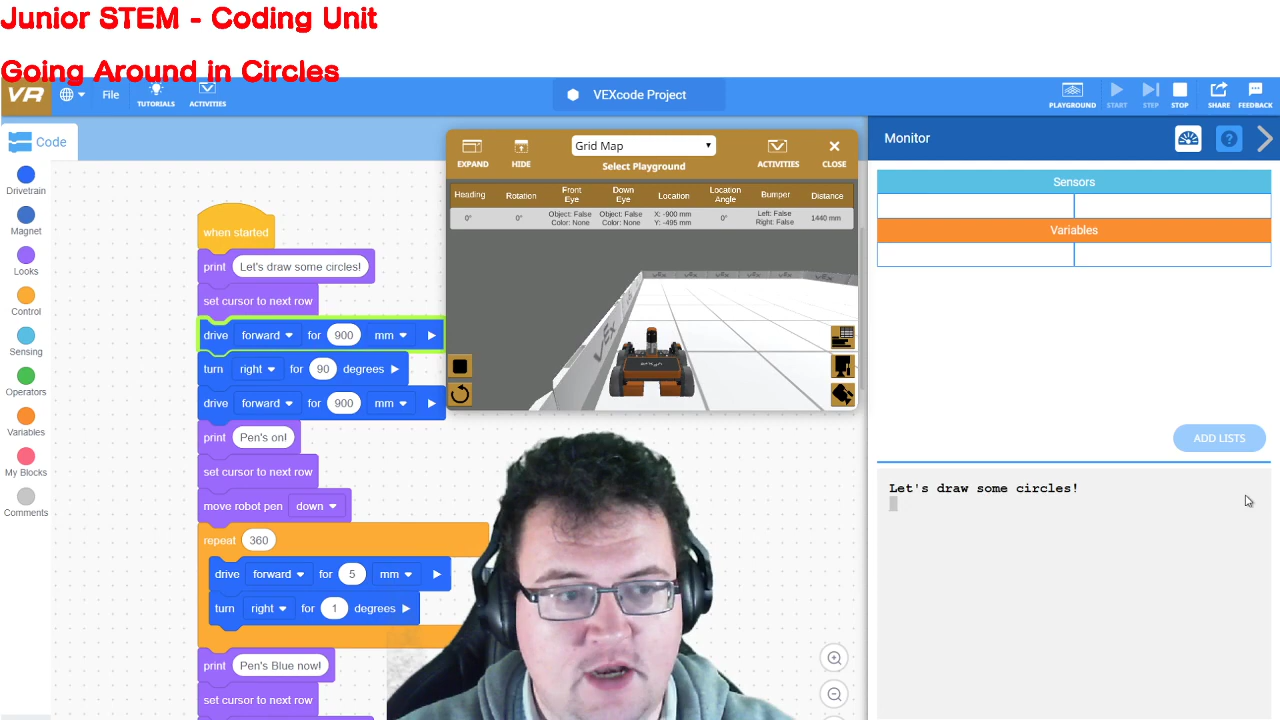 Junior STEM - Coding Unit
Going Around in Circles
VR
File
TUTORIALS
ACTIVITIES
VEXcode Project
PLAYGROUND
START
STEP
STOP
SHARE
FEEDBACK
Code
Drivetrain
Magnet
Looks
Control
Sensing
Operators
Variables
My Blocks
Comments
when started
print Let's draw some circles!
set cursor to next row
drive forward for 900 mm
turn right for 90 degrees
drive forward for 900 mm
print Pen's on!
set cursor to next row
move robot pen down
repeat 360
drive forward for 5 mm
turn right for 1 degrees
print Pen's Blue now!
set cursor to next row
EXPAND
HIDE
Grid Map
Select Playground
ACTIVITIES
CLOSE
Heading Rotation Front Eye Down Eye Location Location Angle Bumper Distance
0° 0° Object: False Object: False X: -900 mm 0° Left: False 1440 mm
Color: None Color: None Y: -495 mm Right: False
VEX
Monitor
?
Sensors
Variables
ADD LISTS
Let's draw some circles!